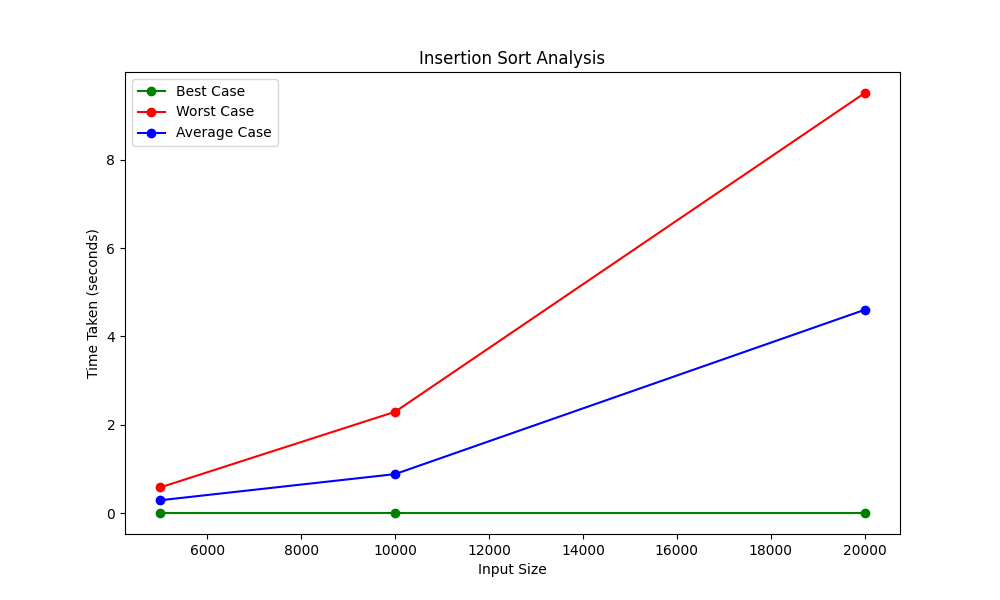 Insertion Sort Analysis
Best Case
Worst Case
Average Case
Time Taken (seconds)
8
6
4
2
0
6000 8000 10000 12000 14000 16000 18000 20000
Input Size